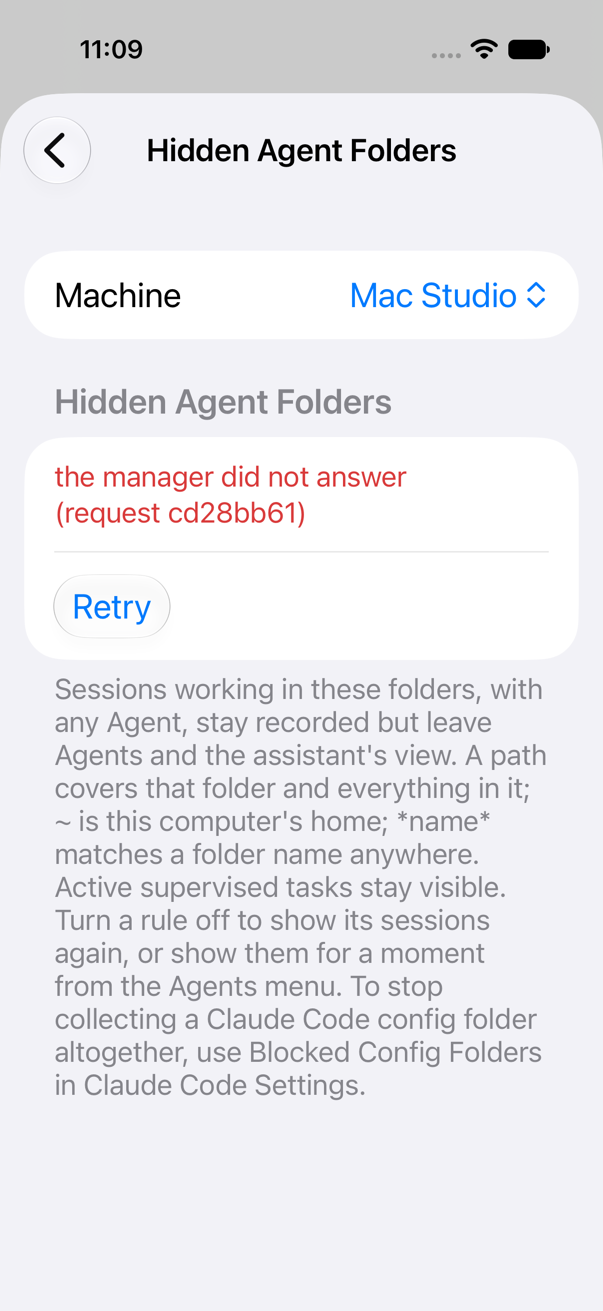 11:09
Hidden Agent Folders
Machine
Mac Studio
Hidden Agent Folders
the manager did not answer
(request cd28bb61)
Retry
Sessions working in these folders, with
any Agent, stay recorded but leave
Agents and the assistant's view. A path
covers that folder and everything in it;
~ is this computer's home; *name*
matches a folder name anywhere.
Active supervised tasks stay visible.
Turn a rule off to show its sessions
again, or show them for a moment
from the Agents menu. To stop
collecting a Claude Code config folder
altogether, use Blocked Config Folders
in Claude Code Settings.